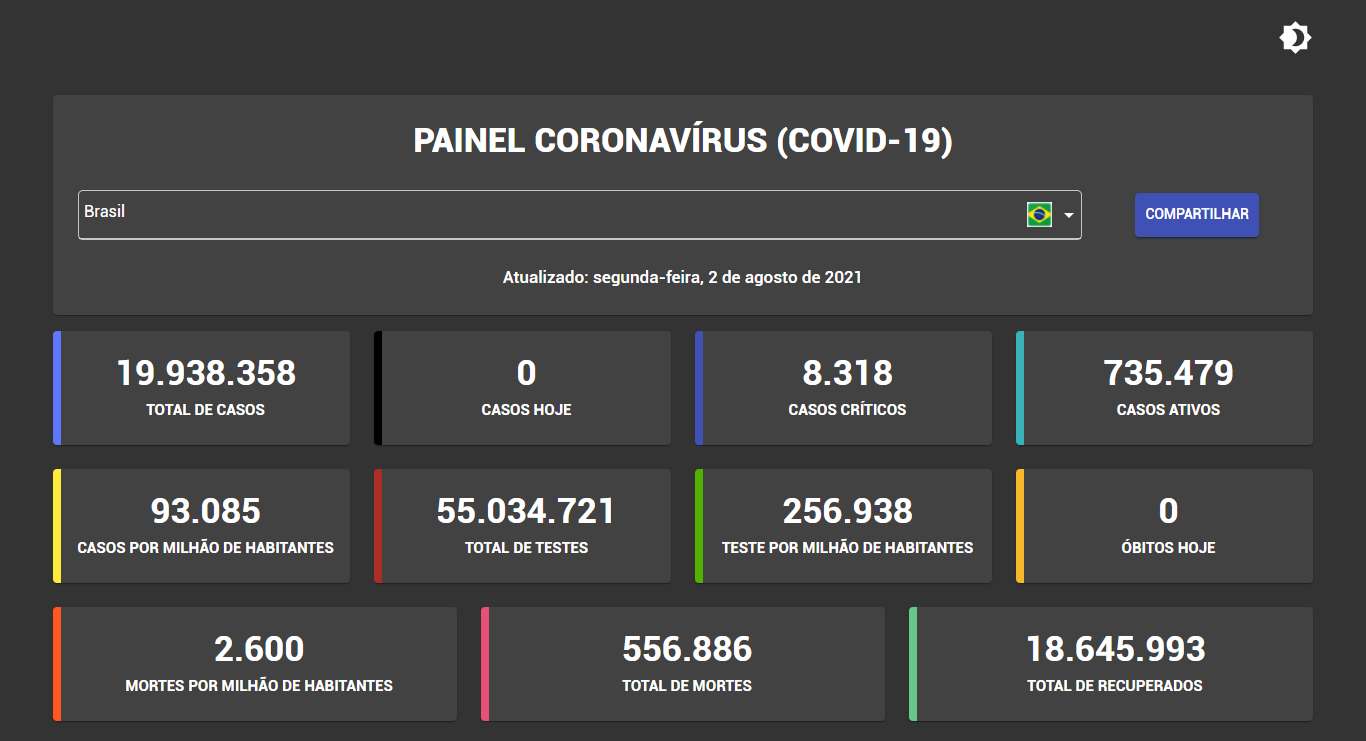 PAINEL CORONAVÍRUS (COVID-19)
Brasil
COMPARTILHAR
Atualizado: segunda-feira, 2 de agosto de 2021
19.938.358
TOTAL DE CASOS
0
CASOS HOJE
8.318
CASOS CRÍTICOS
735.479
CASOS ATIVOS
93.085
CASOS POR MILHÃO DE HABITANTES
55.034.721
TOTAL DE TESTES
256.938
TESTE POR MILHÃO DE HABITANTES
0
ÓBITOS HOJE
2.600
MORTES POR MILHÃO DE HABITANTES
556.886
TOTAL DE MORTES
18.645.993
TOTAL DE RECUPERADOS